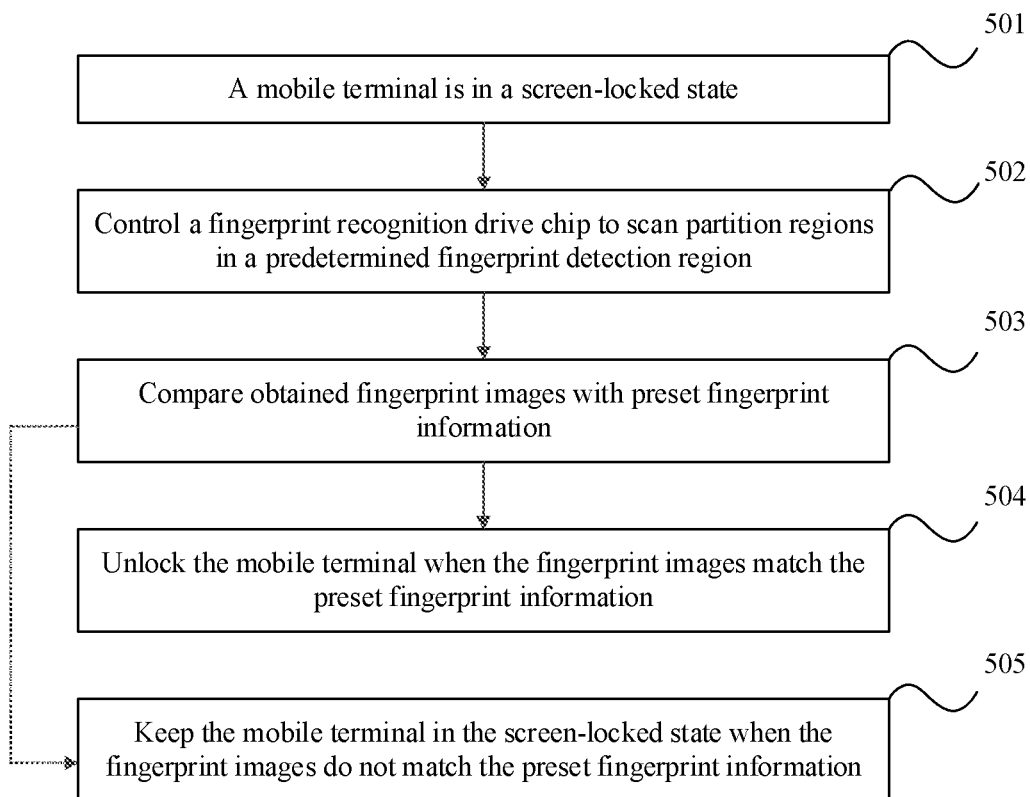 501
A mobile terminal is in a screen-locked state
502
Control a fingerprint recognition drive chip to scan partition regions
in a predetermined fingerprint detection region
503
Compare obtained fingerprint images with preset fingerprint
information
504
Unlock the mobile terminal when the fingerprint images match the
preset fingerprint information
505
Keep the mobile terminal in the screen-locked state when the
fingerprint images do not match the preset fingerprint information